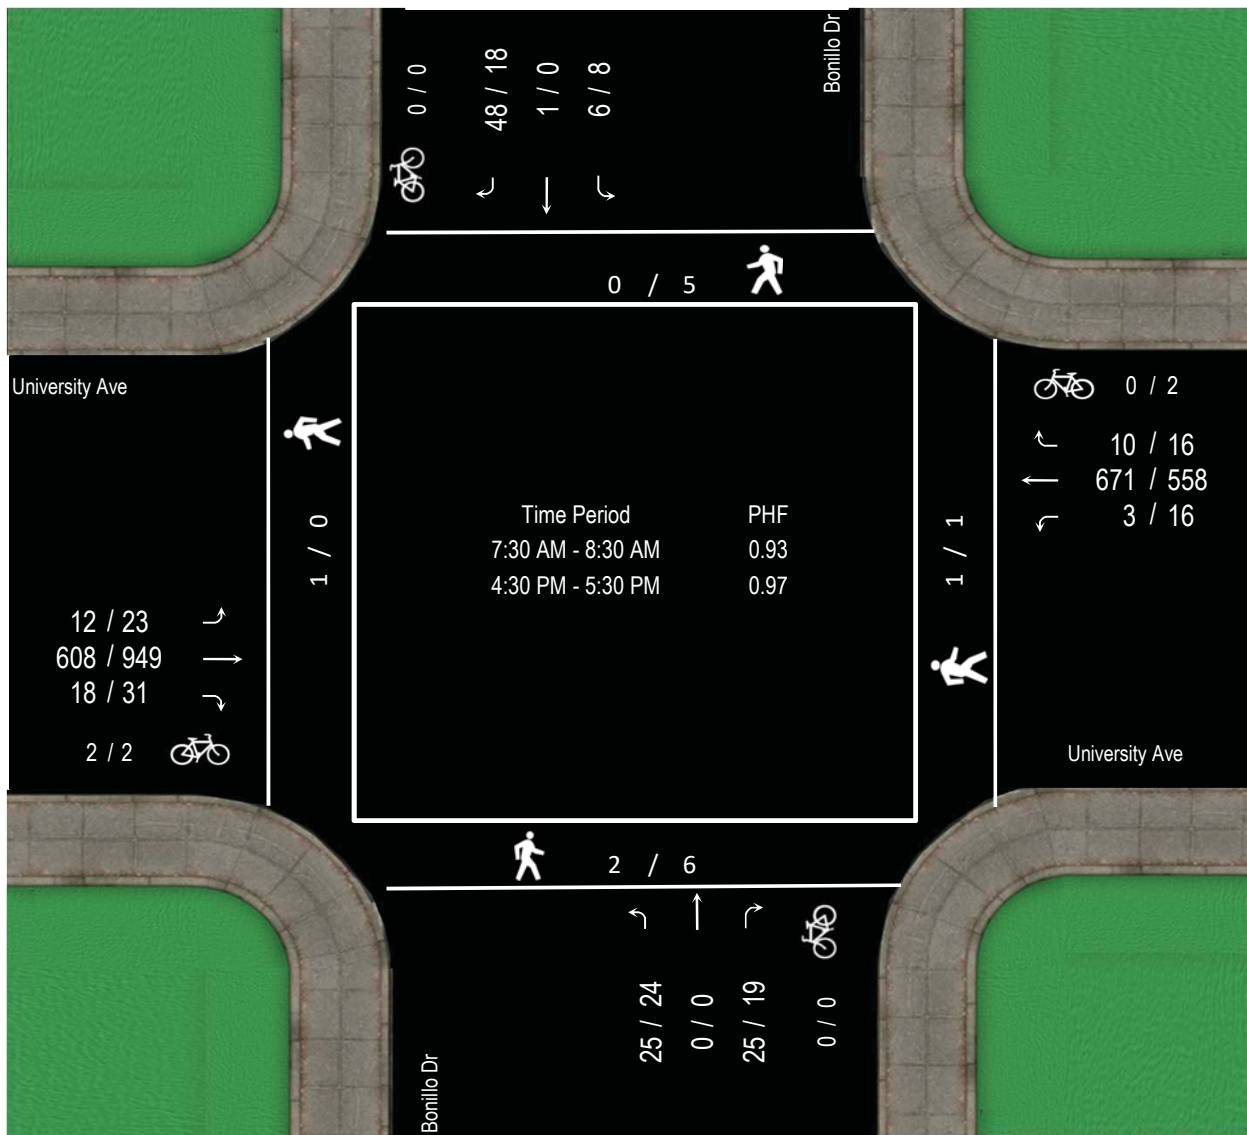 Bonillo Dr
0 / 0
48 / 18
1 / 0
6 / 8
0 / 5
University Ave
0 / 2
10 / 16
671 / 558
3 / 16
1 / 0
Time Period PHF
7:30 AM - 8:30 AM 0.93
4:30 PM - 5:30 PM 0.97
1 / 1
12 / 23
608 / 949
18 / 31
2 / 2
University Ave
2 / 6
25 / 24
0 / 0
25 / 19
0 / 0
Bonillo Dr